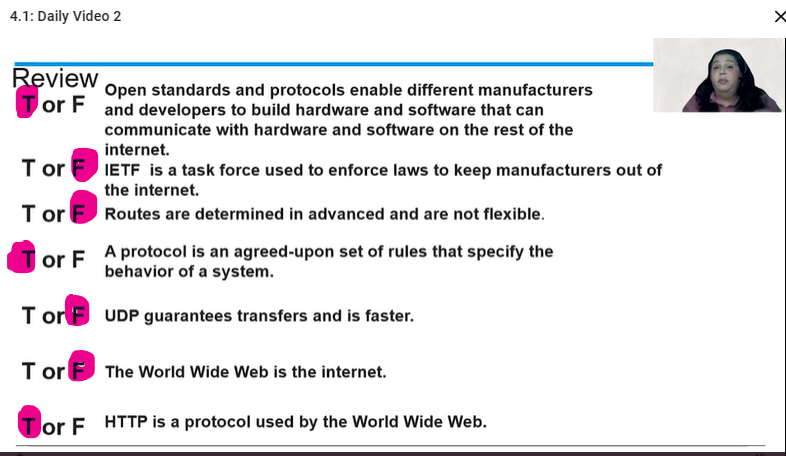 4.1: Daily Video 2
Review
T or F Open standards and protocols enable different manufacturers
and developers to build hardware and software that can
communicate with hardware and software on the rest of the
internet.
T or F IETF is a task force used to enforce laws to keep manufacturers out of
the internet.
T or F Routes are determined in advanced and are not flexible.
T or F A protocol is an agreed-upon set of rules that specify the
behavior of a system.
T or F UDP guarantees transfers and is faster.
T or F The World Wide Web is the internet.
T or F HTTP is a protocol used by the World Wide Web.